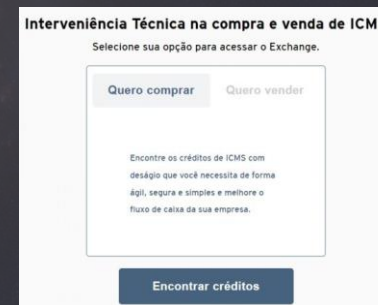 Interveniência Técnica na compra e venda de ICM
Selecione sua opção para acessar o Exchange.
Quero comprar
Quero vender
Encontre os créditos de ICMS com
deságio que você necessita de forma
ágil, segura e simples e melhore o
fluxo de caixa da sua empresa.
Encontrar créditos